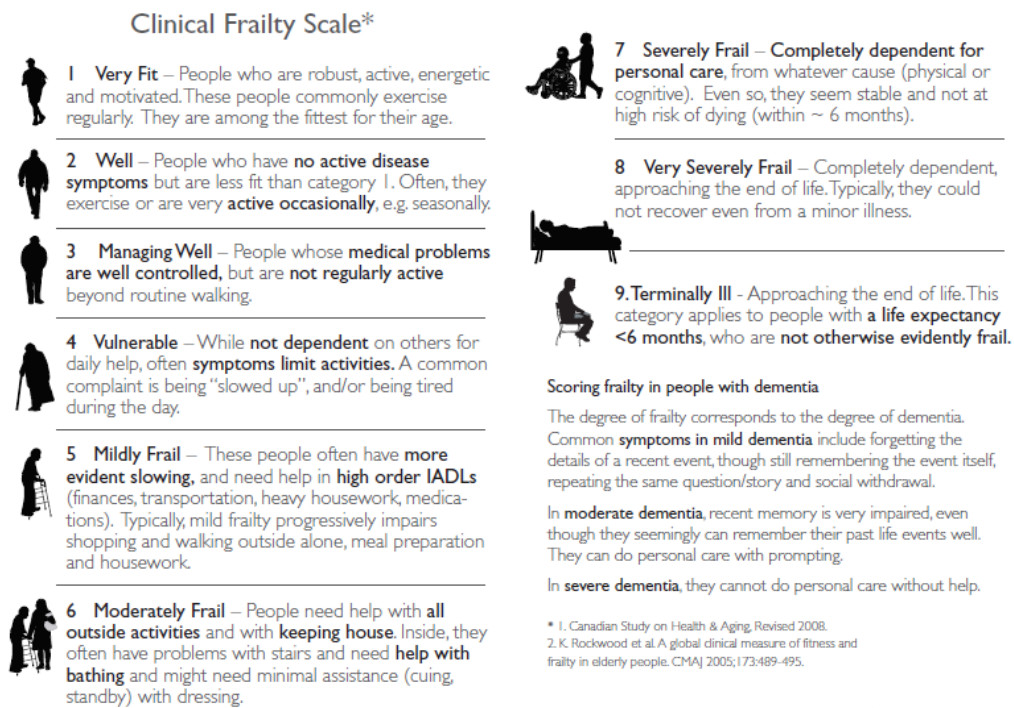 Clinical Frailty Scale*
1 Very Fit – People who are robust, active, energetic
and motivated. These people commonly exercise
regularly. They are among the fittest for their age.
2 Well – People who have no active disease
symptoms but are less fit than category 1. Often, they
exercise or are very active occasionally, e.g. seasonally.
3 Managing Well – People whose medical problems
are well controlled, but are not regularly active
beyond routine walking.
4 Vulnerable – While not dependent on others for
daily help, often symptoms limit activities. A common
complaint is being “slowed up”, and/or being tired
during the day.
5 Mildly Frail – These people often have more
evident slowing, and need help in high order IADLs
(finances, transportation, heavy housework, medica-
tions). Typically, mild frailty progressively impairs
shopping and walking outside alone, meal preparation
and housework.
6 Moderately Frail – People need help with all
outside activities and with keeping house. Inside, they
often have problems with stairs and need help with
bathing and might need minimal assistance (cuing,
standby) with dressing.
7 Severely Frail – Completely dependent for
personal care, from whatever cause (physical or
cognitive). Even so, they seem stable and not at
high risk of dying (within ~ 6 months).
8 Very Severely Frail – Completely dependent,
approaching the end of life. Typically, they could
not recover even from a minor illness.
9. Terminally Ill - Approaching the end of life. This
category applies to people with a life expectancy
<6 months, who are not otherwise evidently frail.
Scoring frailty in people with dementia
The degree of frailty corresponds to the degree of dementia.
Common symptoms in mild dementia include forgetting the
details of a recent event, though still remembering the event itself,
repeating the same question/story and social withdrawal.
In moderate dementia, recent memory is very impaired, even
though they seemingly can remember their past life events well.
They can do personal care with prompting.
In severe dementia, they cannot do personal care without help.
* 1. Canadian Study on Health & Aging, Revised 2008.
2. K. Rockwood et al. A global clinical measure of fitness and
frailty in elderly people. CMAJ 2005;173:489-495.